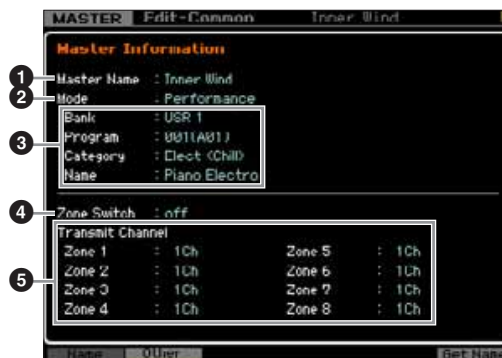 MASTER Edit-Common Inner Wind
Master Information
1 Master Name : Inner Wind
2 Mode : Performance
3 Bank : USR 1
Program : 001(A01)
Category : Elect (Chill)
Name : Piano Electro
4 Zone Switch : off
5 Transmit Channel
Zone 1 : 1Ch Zone 5 : 1Ch
Zone 2 : 1Ch Zone 6 : 1Ch
Zone 3 : 1Ch Zone 7 : 1Ch
Zone 4 : 1Ch Zone 8 : 1Ch
Name Other Get